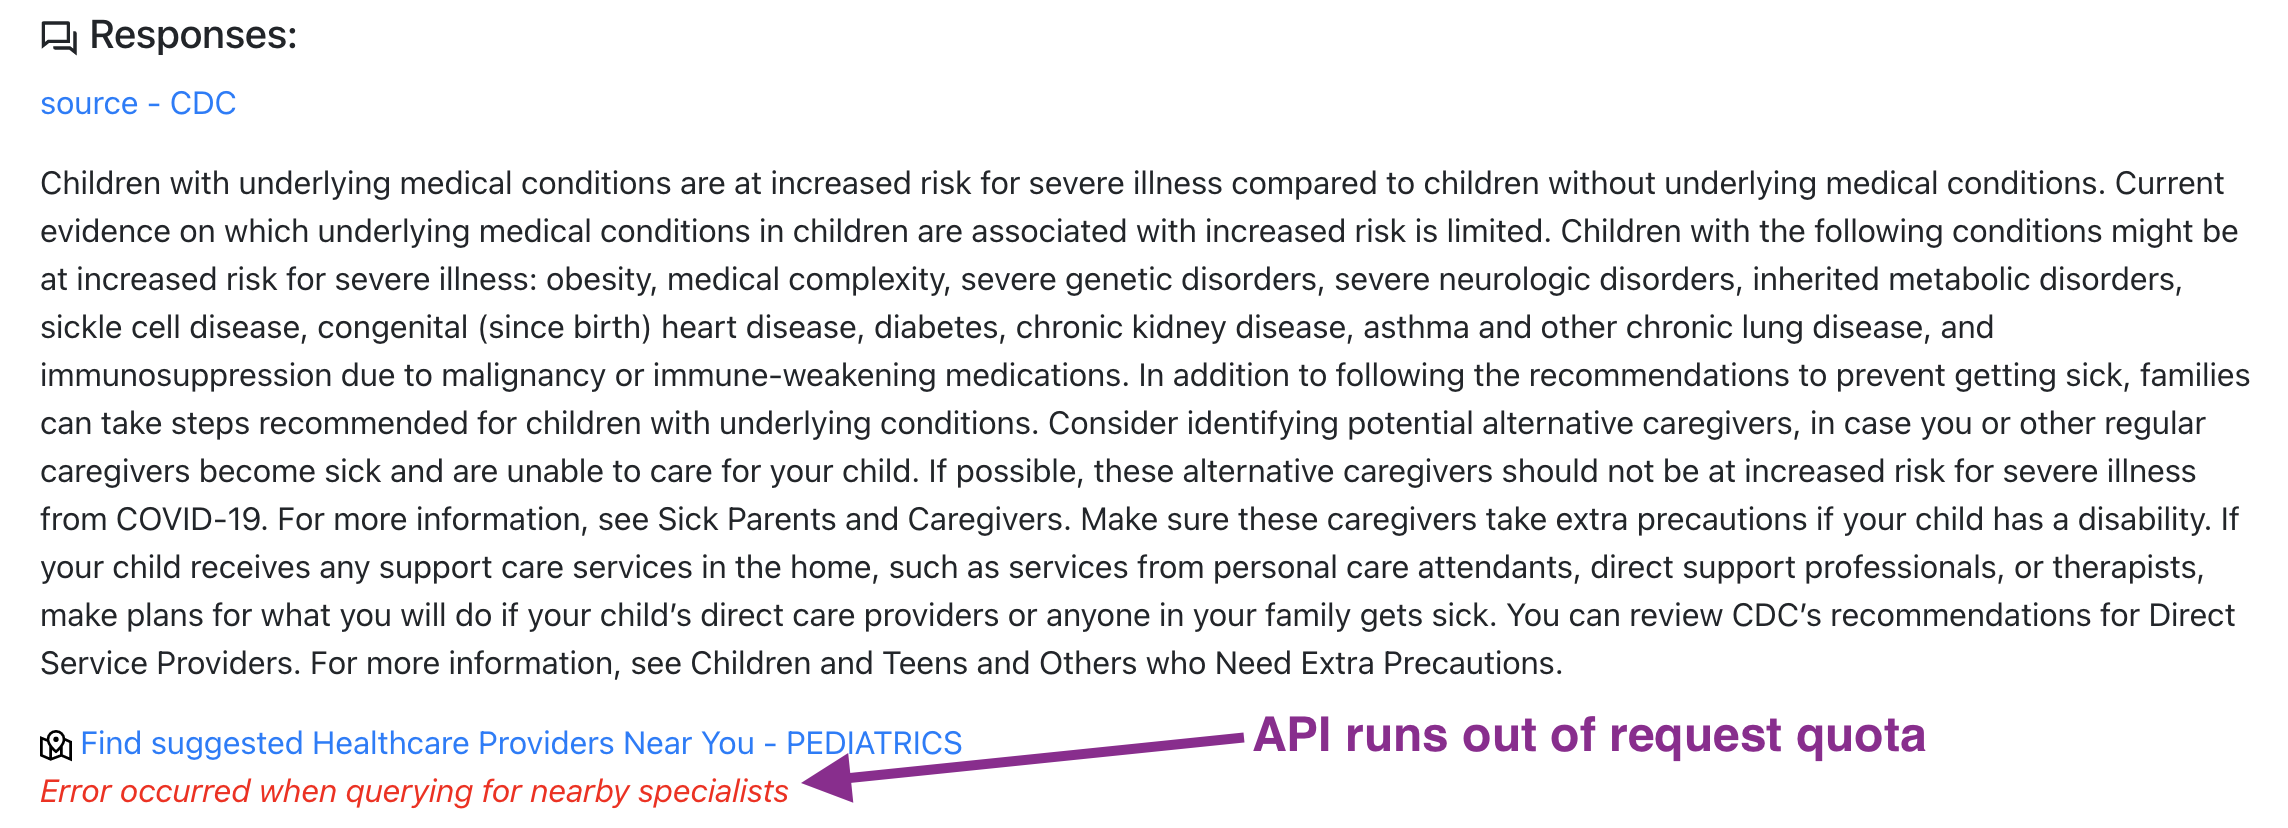 Responses:
source - CDC
Children with underlying medical conditions are at increased risk for severe illness compared to children without underlying medical conditions. Current
evidence on which underlying medical conditions in children are associated with increased risk is limited. Children with the following conditions might be
at increased risk for severe illness: obesity, medical complexity, severe genetic disorders, severe neurologic disorders, inherited metabolic disorders,
sickle cell disease, congenital (since birth) heart disease, diabetes, chronic kidney disease, asthma and other chronic lung disease, and
immunosuppression due to malignancy or immune-weakening medications. In addition to following the recommendations to prevent getting sick, families
can take steps recommended for children with underlying conditions. Consider identifying potential alternative caregivers, in case you or other regular
caregivers become sick and are unable to care for your child. If possible, these alternative caregivers should not be at increased risk for severe illness
from COVID-19. For more information, see Sick Parents and Caregivers. Make sure these caregivers take extra precautions if your child has a disability. If
your child receives any support care services in the home, such as services from personal care attendants, direct support professionals, or therapists,
make plans for what you will do if your child’s direct care providers or anyone in your family gets sick. You can review CDC’s recommendations for Direct
Service Providers. For more information, see Children and Teens and Others who Need Extra Precautions.
Find suggested Healthcare Providers Near You - PEDIATRICS
API runs out of request quota
Error occurred when querying for nearby specialists